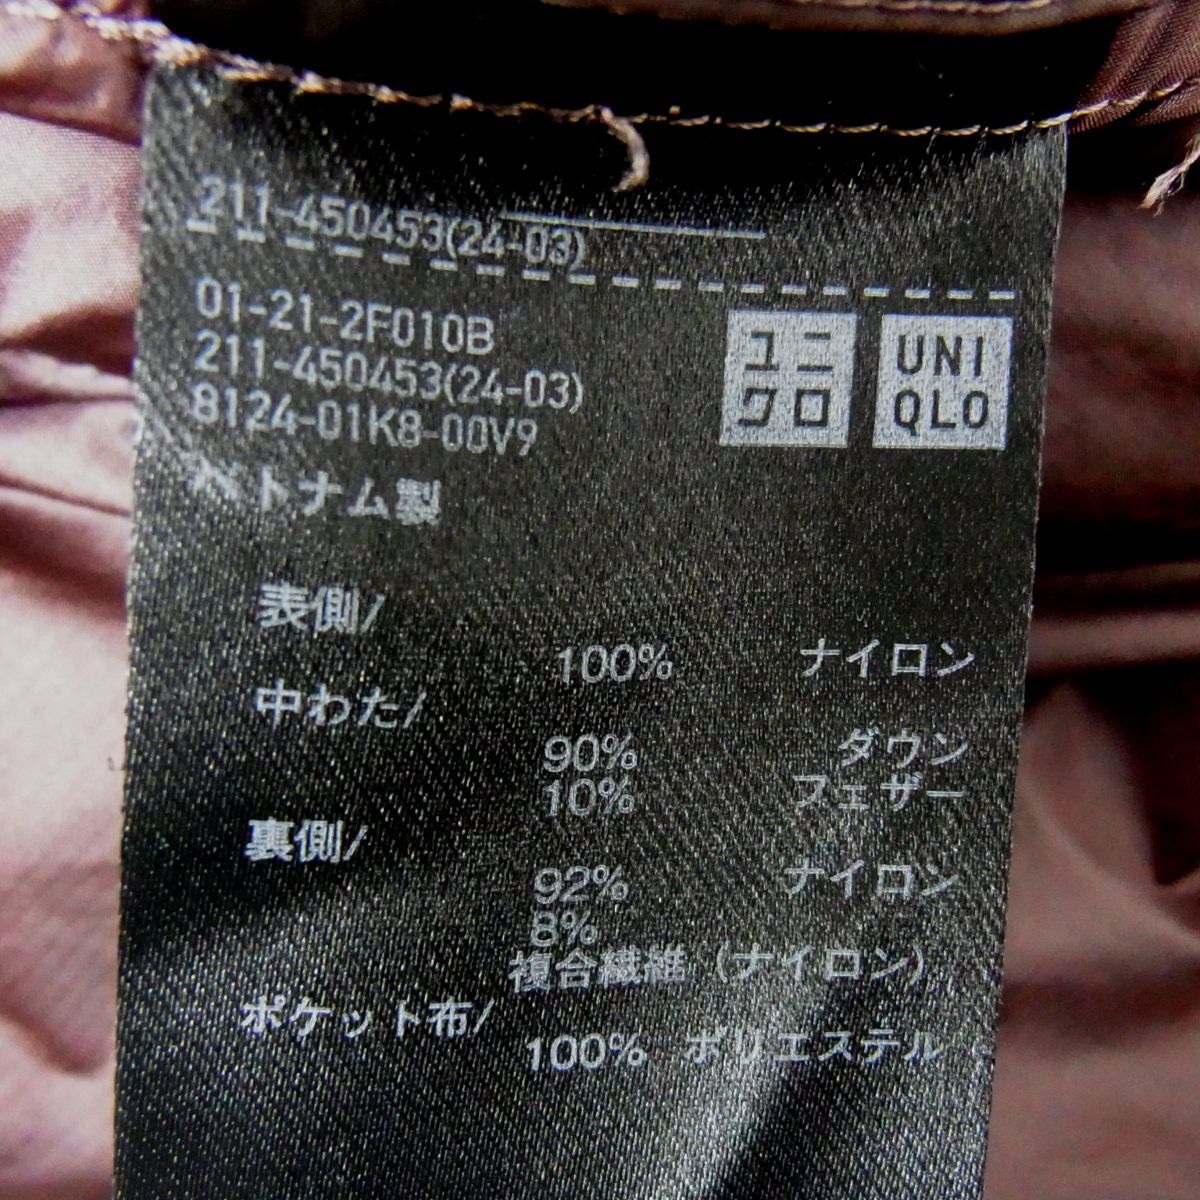 211-450453(24-03)
01-21-2F010B
211-450453(24-03)
8124-01K8-00V9
ベトナム製
ユニ
クロ
UNI
QLO
表側/
100% ナイロン
中わた/
90% ダウン
10% フェザー
裏側/
92% ナイロン
8%
複合繊維（ナイロン）
ポケット布/
100% ポリエステル